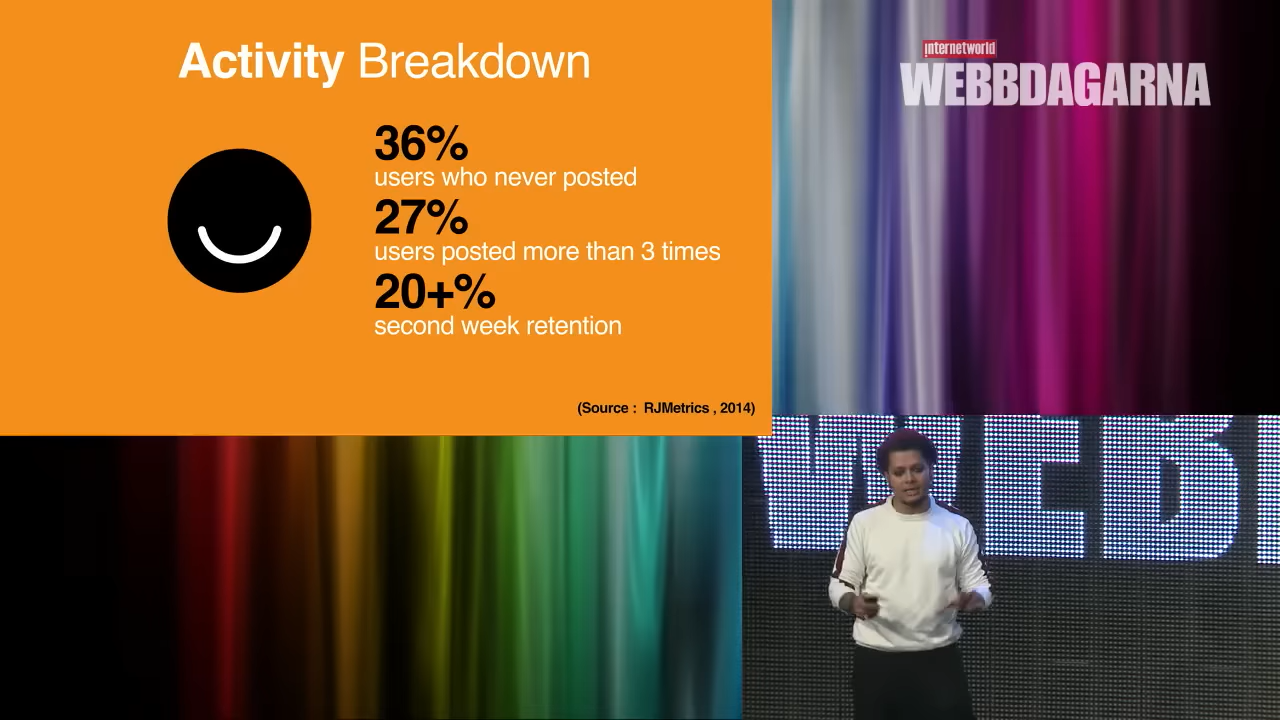 Activity Breakdown
36%
users who never posted
27%
users posted more than 3 times
20+%
second week retention
(Source : RJMetrics , 2014)
internetworld
WEBBDAGARNA
WEB